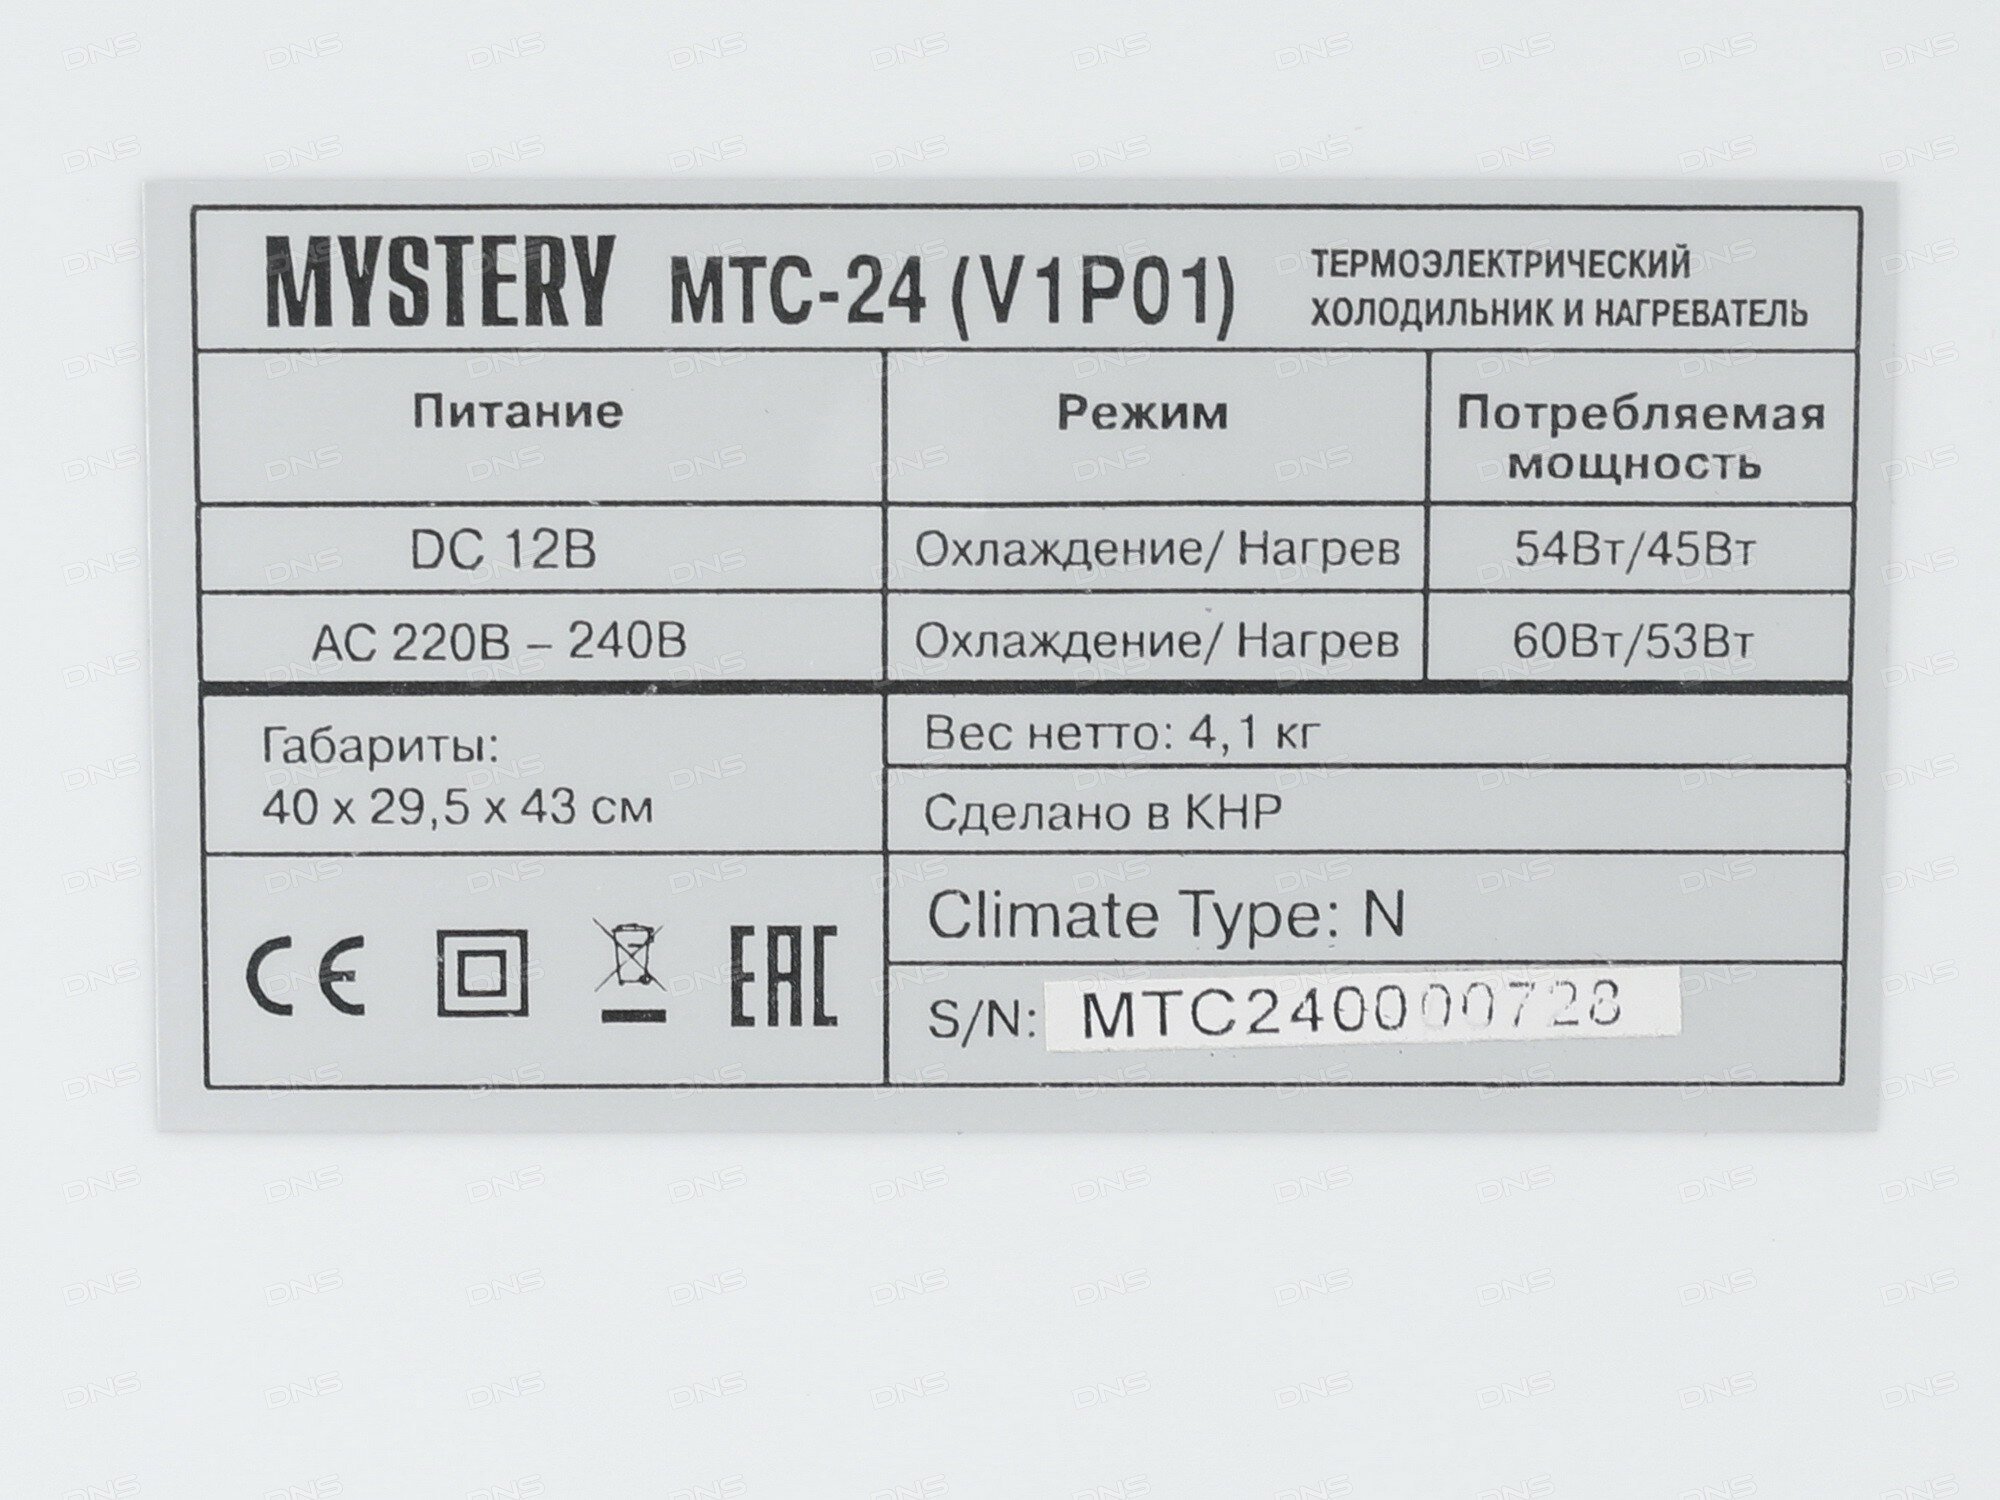 MYSTERY MTC-24 (V1P01)
ТЕРМОЭЛЕКТРИЧЕСКИЙ
ХОЛОДИЛЬНИК И НАГРЕВАТЕЛЬ
Питание
Режим
Потребляемая
мощность
DC 12В
Охлаждение/ Нагрев
54Вт/45Вт
AC 220В – 240В
Охлаждение/ Нагрев
60Вт/53Вт
Габариты:
40 x 29,5 x 43 см
Вес нетто: 4,1 кг
Сделано в КНР
Climate Type: N
CE
EAC
S/N: MTC240000728
DNS